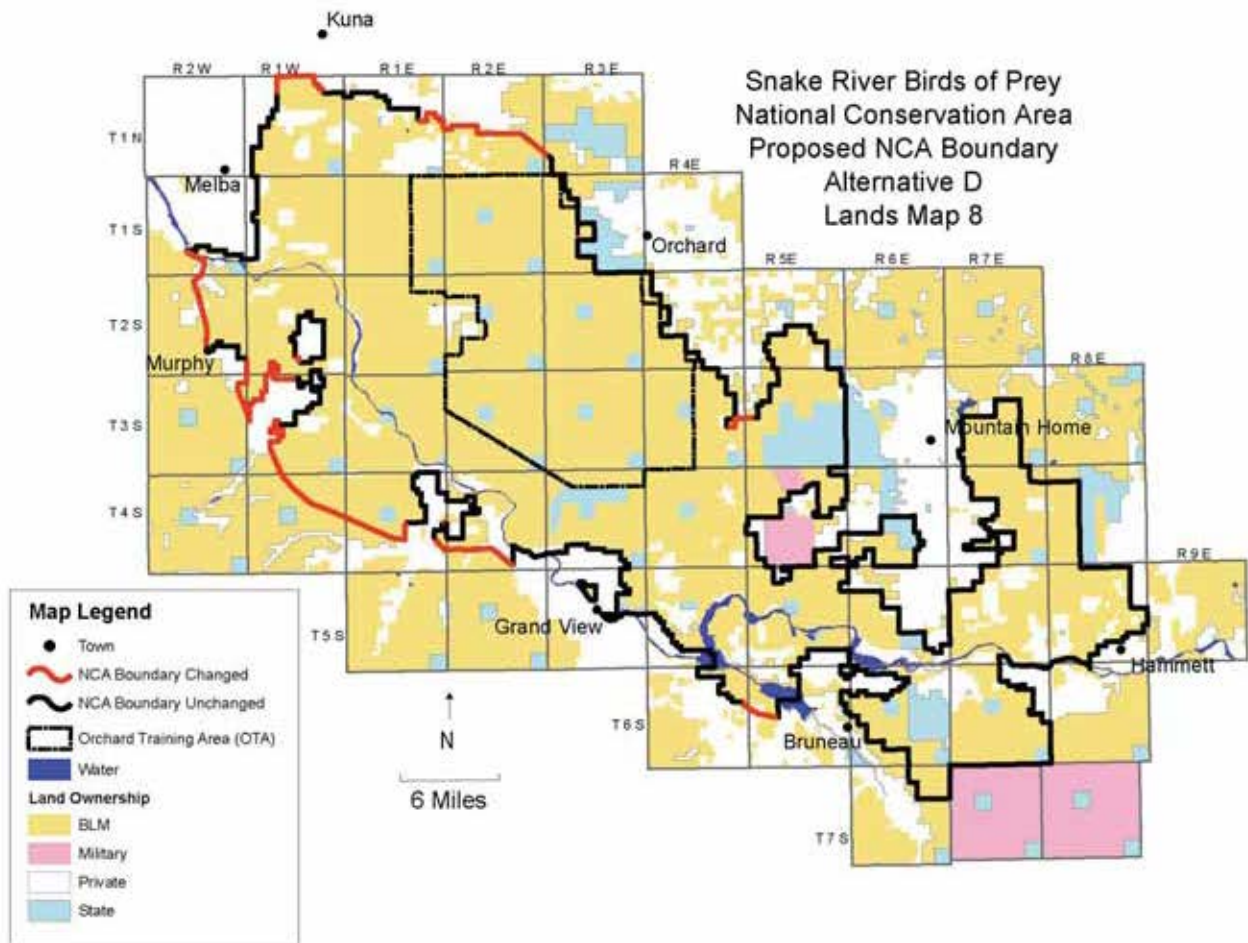 Kuna
R 2 W
R 1 W
R 1 E
R 2 E
R 3 E
Snake River Birds of Prey
National Conservation Area
Proposed NCA Boundary
Alternative D
Lands Map 8
T 1 N
Melba
R 4 E
T 1 S
Orchard
R 5 E
R 6 E
R 7 E
T 2 S
Murphy
R 8 E
T 3 S
Mountain Home
T 4 S
R 9 E
Map Legend
Town
NCA Boundary Changed
NCA Boundary Unchanged
Orchard Training Area (OTA)
Water
Land Ownership
BLM
Military
Private
State
T 5 S
Grand View
Hammett
N
6 Miles
T 6 S
Bruneau
T 7 S